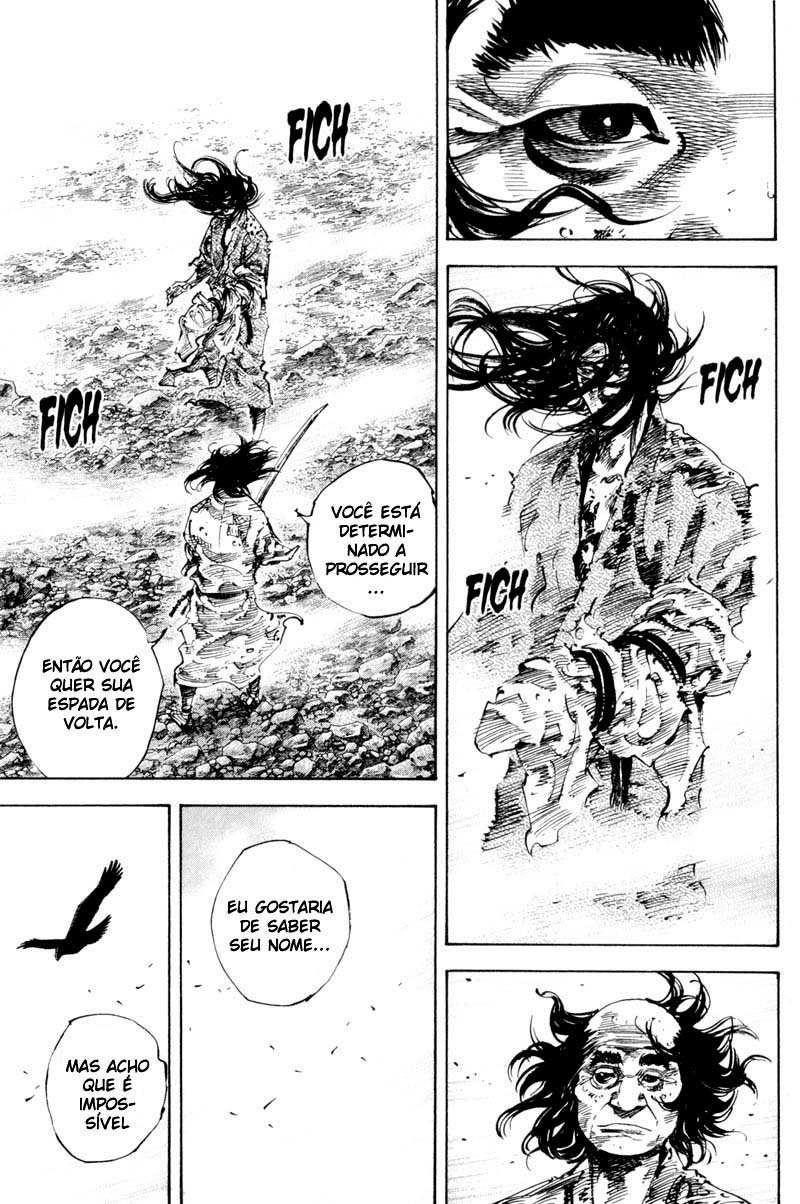 FICH
FICH
FICH
FICH
VOCÊ ESTÁ
DETERMI-
NADO A
PROSSEGUIR
...
ENTÃO VOCÊ
QUER SUA
ESPADA DE
VOLTA.
EU GOSTARIA
DE SABER
SEU NOME...
MAS ACHO
QUE É
IMPOS-
SÍVEL